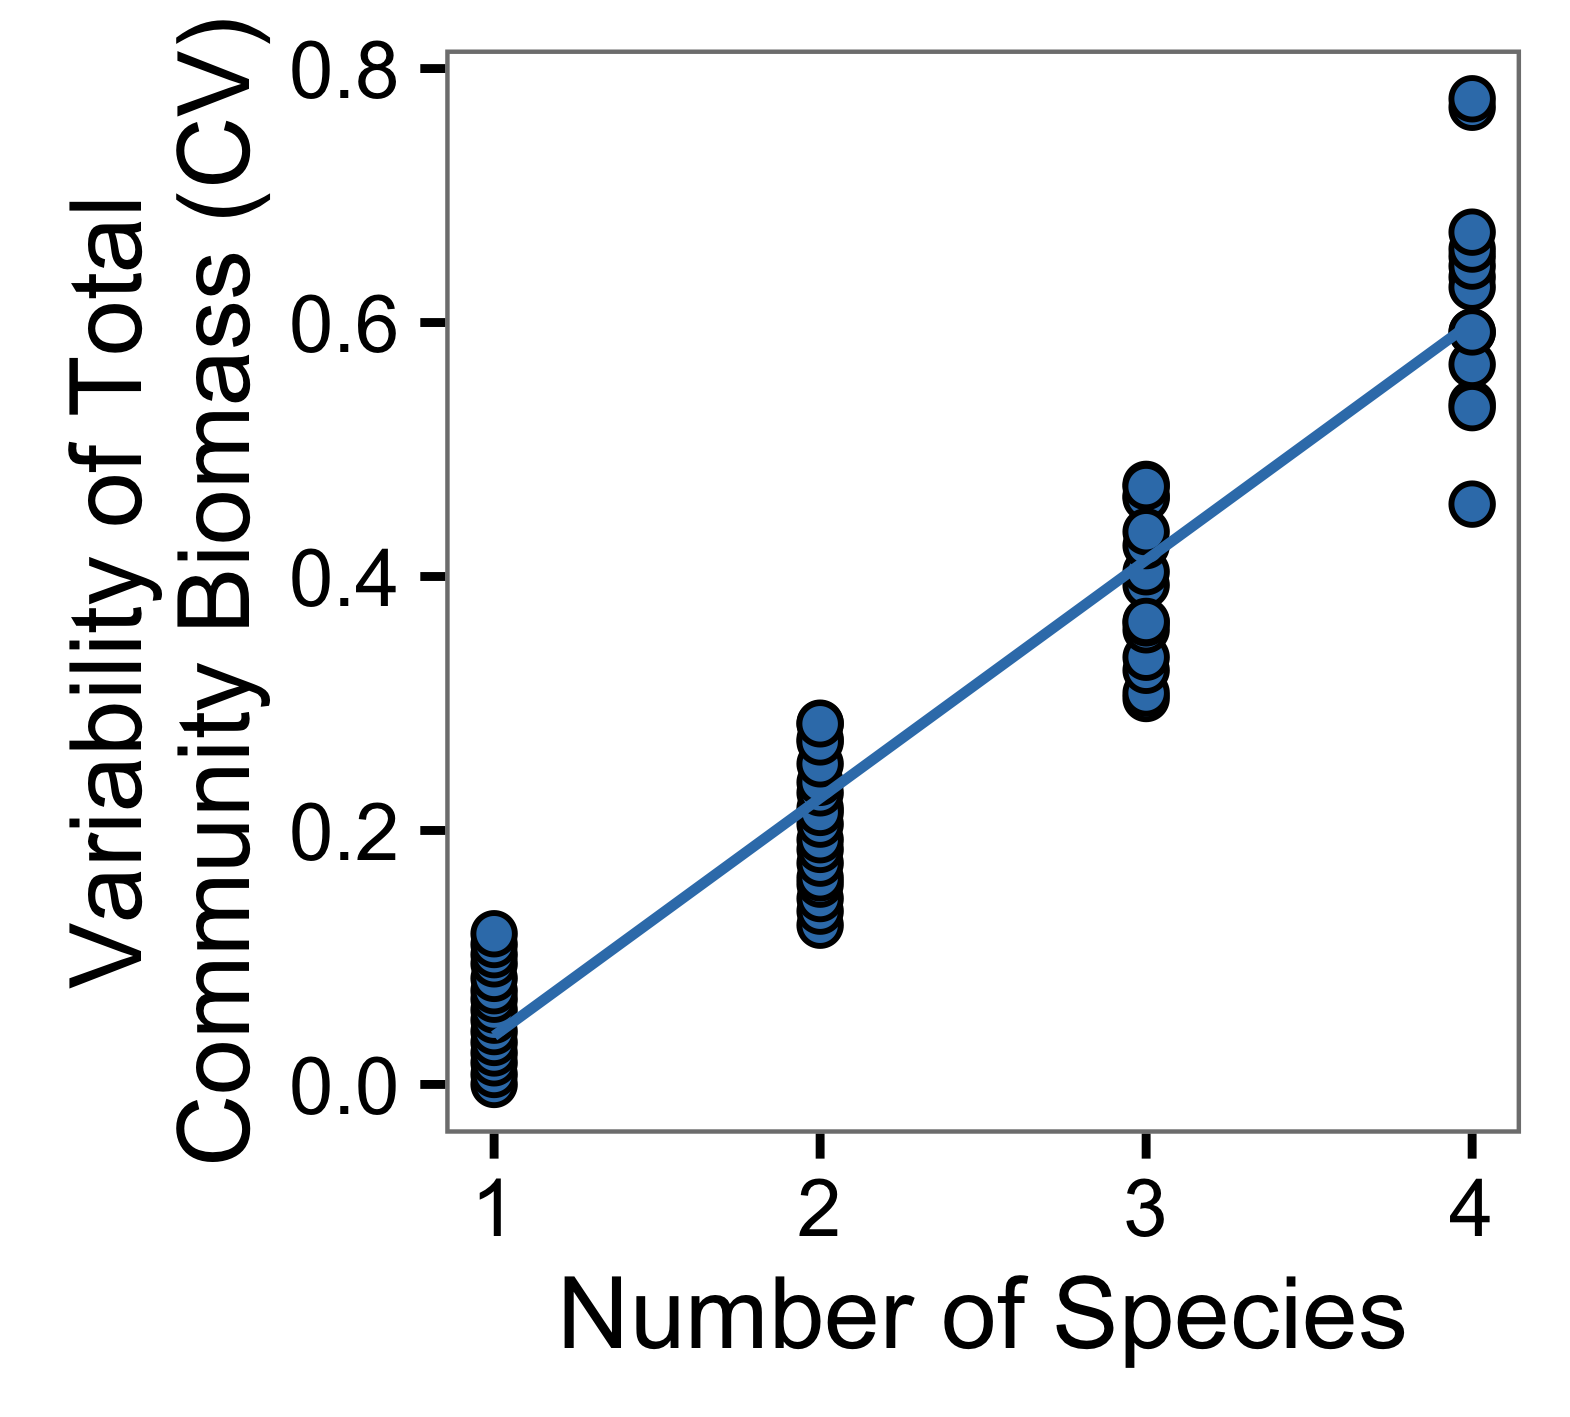 Variability of Total
Community Biomass (CV)
0.8
0.6
0.4
0.2
0.0
1 2 3 4
Number of Species